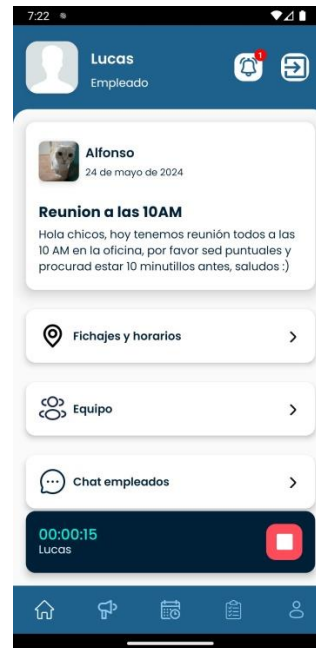 7:22
Lucas
Empleado
1
Alfonso
24 de mayo de 2024
Reunion a las 10AM
Hola chicos, hoy tenemos reunión todos a las
10 AM en la oficina, por favor sed puntuales y
procurad estar 10 minutillos antes, saludos :)
Fichajes y horarios
Equipo
Chat empleados
00:00:15
Lucas